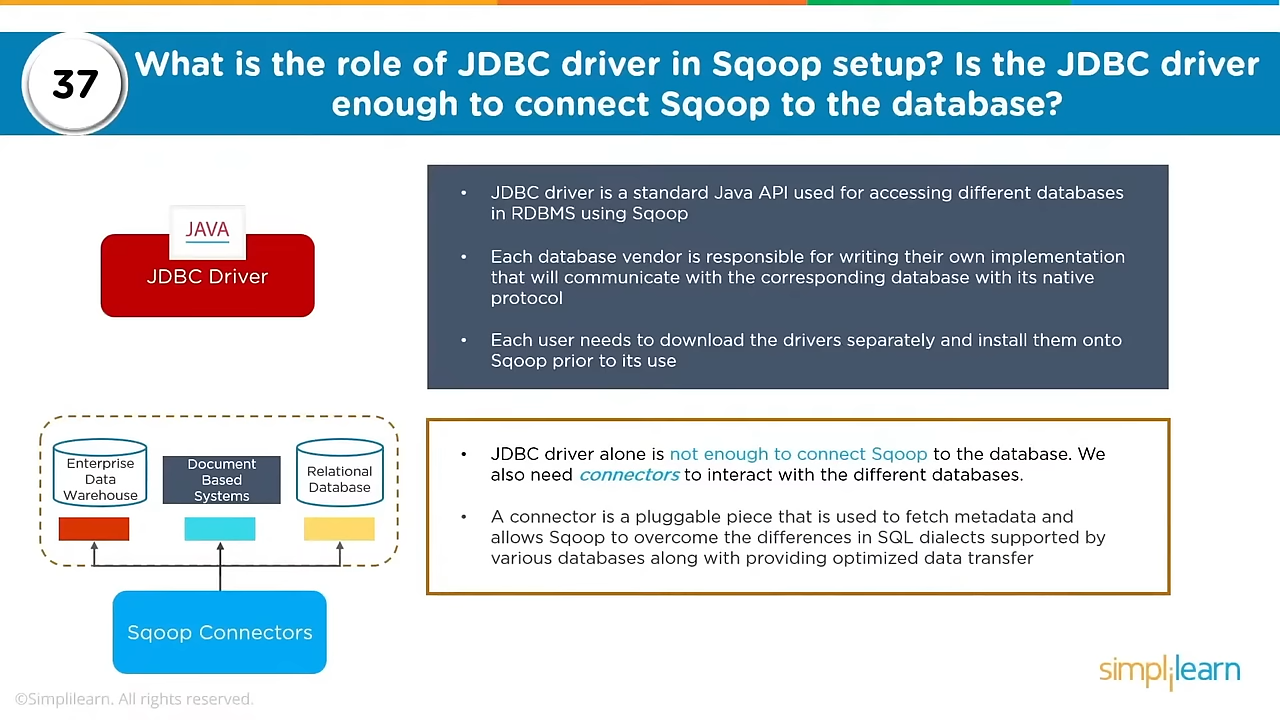 37
What is the role of JDBC driver in Sqoop setup? Is the JDBC driver
enough to connect Sqoop to the database?
JAVA
JDBC Driver
• JDBC driver is a standard Java API used for accessing different databases
in RDBMS using Sqoop
• Each database vendor is responsible for writing their own implementation
that will communicate with the corresponding database with its native
protocol
• Each user needs to download the drivers separately and install them onto
Sqoop prior to its use
Enterprise
Data
Warehouse
Document
Based
Systems
Relational
Database
Sqoop Connectors
• JDBC driver alone is not enough to connect Sqoop to the database. We
also need connectors to interact with the different databases.
• A connector is a pluggable piece that is used to fetch metadata and
allows Sqoop to overcome the differences in SQL dialects supported by
various databases along with providing optimized data transfer
simplilearn
©Simplilearn. All rights reserved.